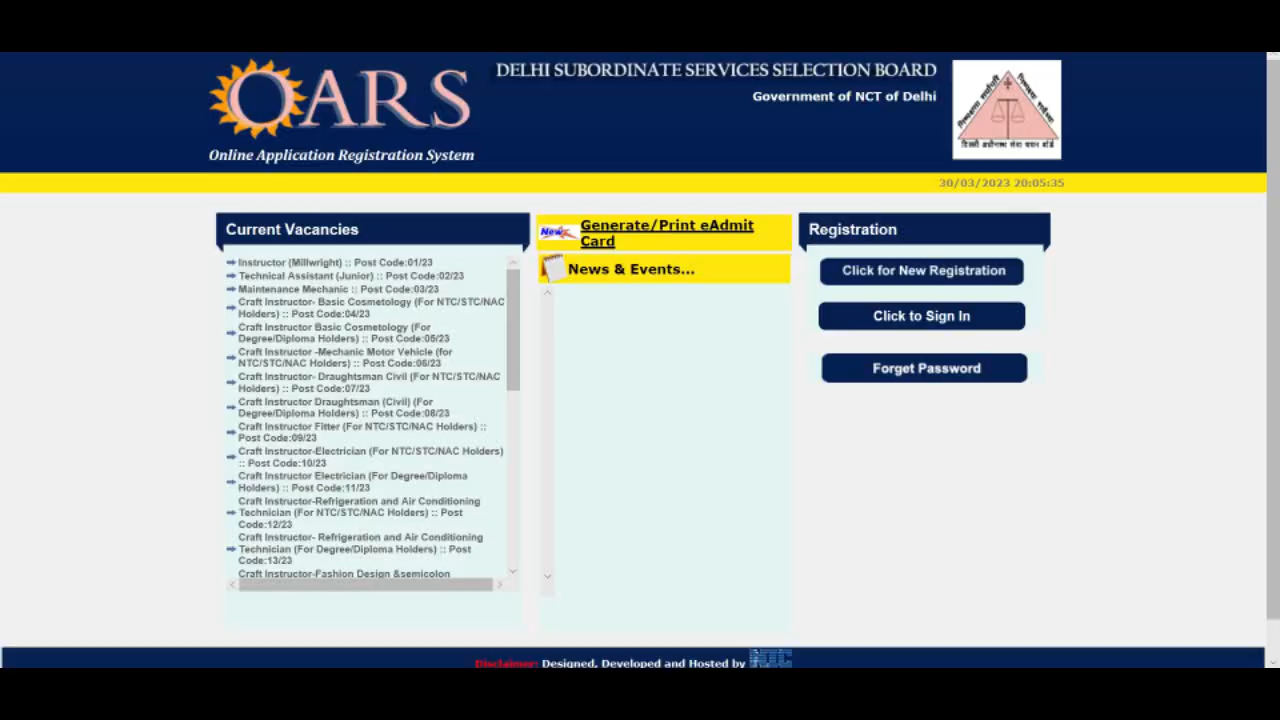 OARS
Online Application Registration System
DELHI SUBORDINATE SERVICES SELECTION BOARD
Government of NCT of Delhi
दिल्ली अधीनस्थ सेवा चयन बोर्ड
30/03/2023 20:05:35
Current Vacancies
Instructor (Millwright) :: Post Code:01/23
Technical Assistant (Junior) :: Post Code:02/23
Maintenance Mechanic :: Post Code:03/23
Craft Instructor- Basic Cosmetology (For NTC/STC/NAC
Holders) :: Post Code:04/23
Craft Instructor Basic Cosmetology (For
Degree/Diploma Holders) :: Post Code:05/23
Craft Instructor -Mechanic Motor Vehicle (for
NTC/STC/NAC Holders) :: Post Code:06/23
Craft Instructor- Draughtsman Civil (For NTC/STC/NAC
Holders) :: Post Code:07/23
Craft Instructor Draughtsman (Civil) (For
Degree/Diploma Holders) :: Post Code:08/23
Craft Instructor Fitter (For NTC/STC/NAC Holders) ::
Post Code:09/23
Craft Instructor-Electrician (For NTC/STC/NAC Holders)
:: Post Code:10/23
Craft Instructor Electrician (For Degree/Diploma
Holders) :: Post Code:11/23
Craft Instructor-Refrigeration and Air Conditioning
Technician (For NTC/STC/NAC Holders) :: Post
Code:12/23
Craft Instructor- Refrigeration and Air Conditioning
Technician (For Degree/Diploma Holders) :: Post
Code:13/23
Craft Instructor-Fashion Design &semicolon
New
Generate/Print eAdmit
Card
News & Events...
Registration
Click for New Registration
Click to Sign In
Forget Password
Disclaimer: Designed, Developed and Hosted by